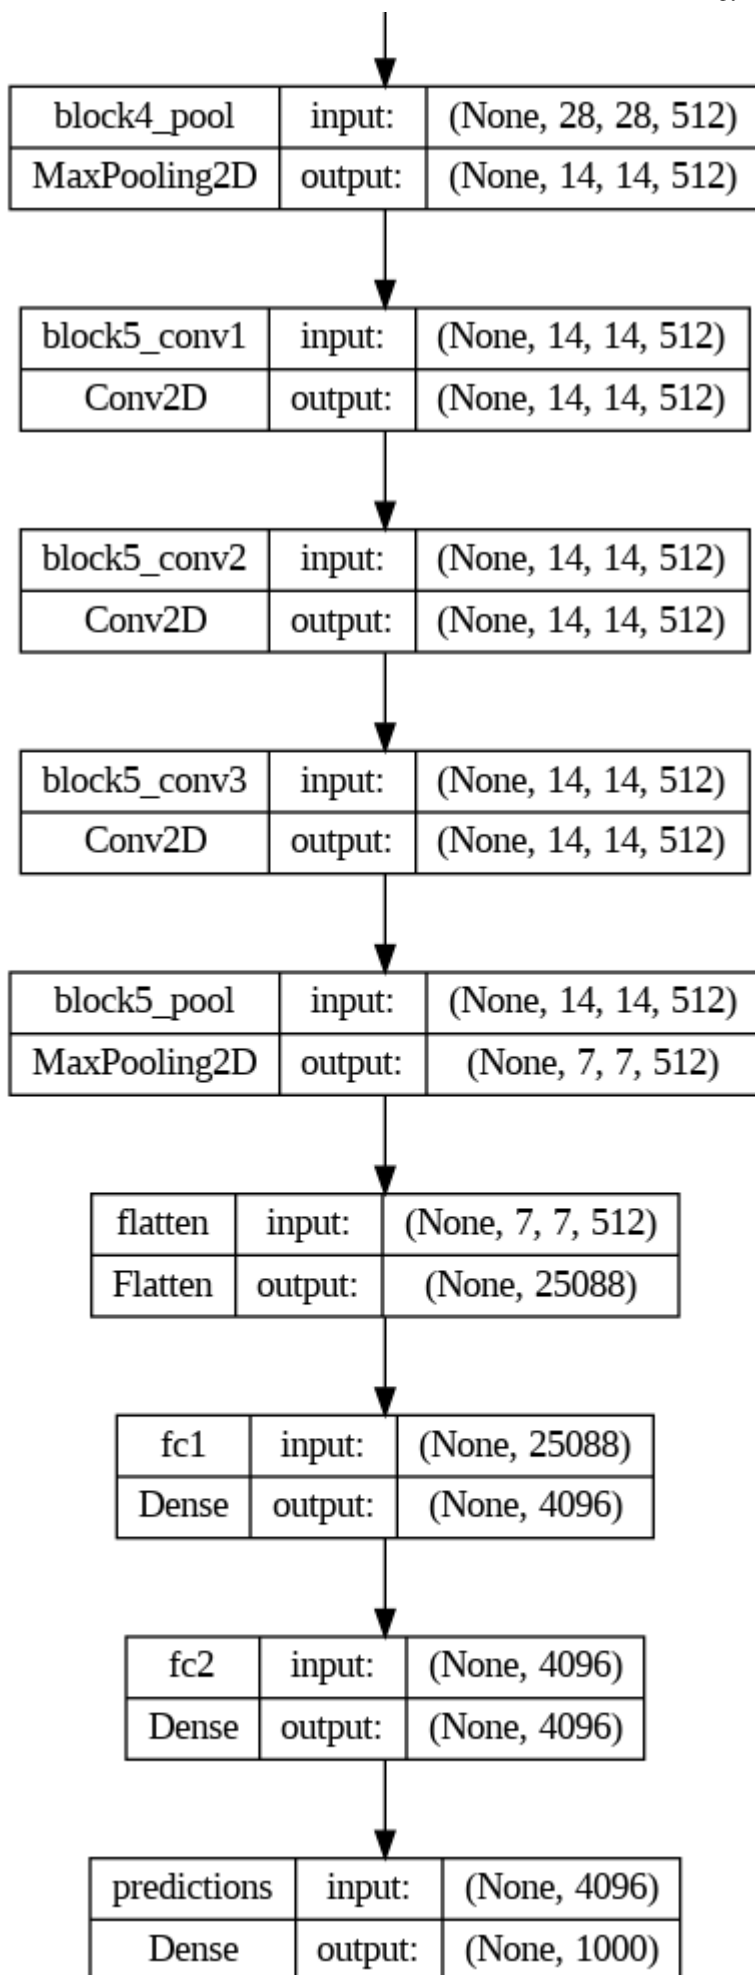 block4_pool input: (None, 28, 28, 512)
MaxPooling2D output: (None, 14, 14, 512)
block5_conv1 input: (None, 14, 14, 512)
Conv2D output: (None, 14, 14, 512)
block5_conv2 input: (None, 14, 14, 512)
Conv2D output: (None, 14, 14, 512)
block5_conv3 input: (None, 14, 14, 512)
Conv2D output: (None, 14, 14, 512)
block5_pool input: (None, 14, 14, 512)
MaxPooling2D output: (None, 7, 7, 512)
flatten input: (None, 7, 7, 512)
Flatten output: (None, 25088)
fc1 input: (None, 25088)
Dense output: (None, 4096)
fc2 input: (None, 4096)
Dense output: (None, 4096)
predictions input: (None, 4096)
Dense output: (None, 1000)